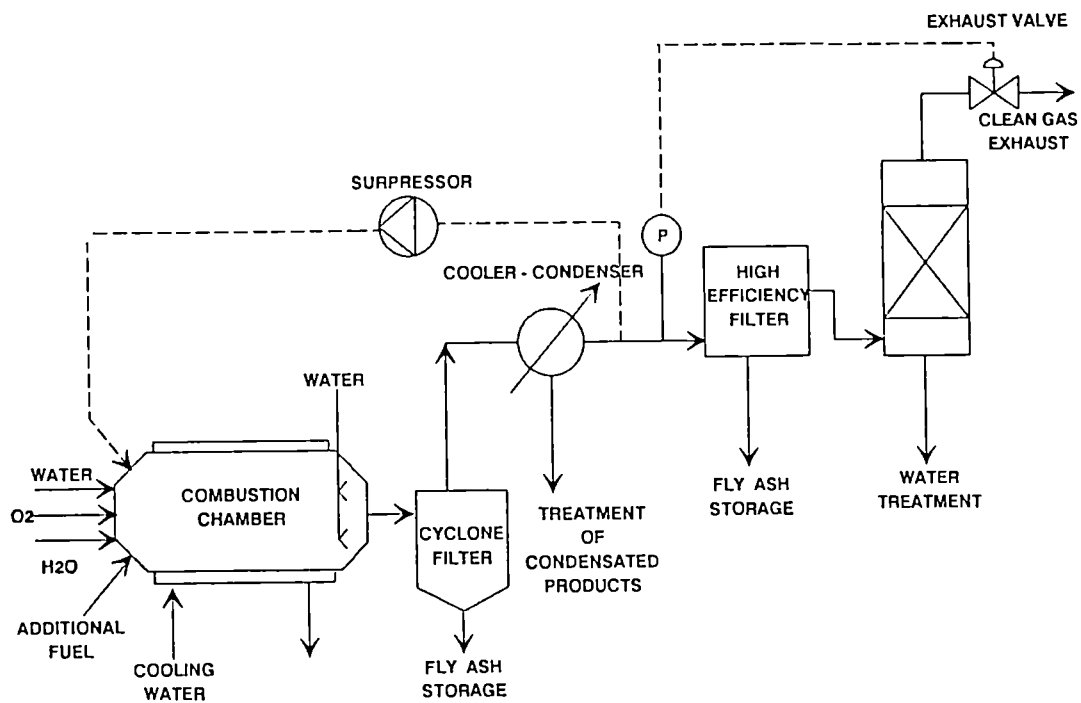 EXHAUST VALVE
CLEAN GAS
EXHAUST
SURPRESSOR
P
COOLER - CONDENSER
HIGH
EFFICIENCY
FILTER
WATER
WATER
O2
H2O
COMBUSTION
CHAMBER
CYCLONE
FILTER
ADDITIONAL
FUEL
COOLING
WATER
FLY ASH
STORAGE
TREATMENT
OF
CONDENSATED
PRODUCTS
FLY ASH
STORAGE
WATER
TREATMENT